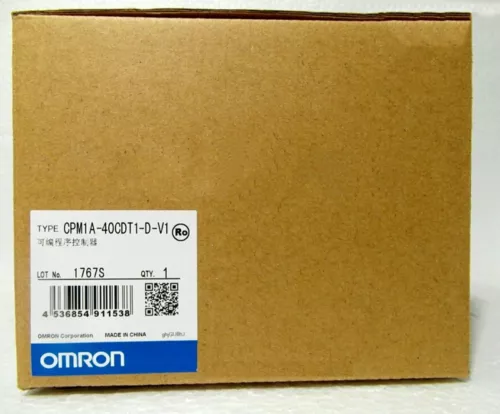 TYPE CPM1A-40CDT1-D-V1 Ro
可编程序控制器
LOT No. 1767S QTY. 1
4 536854 911538
OMRON Corporation MADE IN CHINA
OMRON